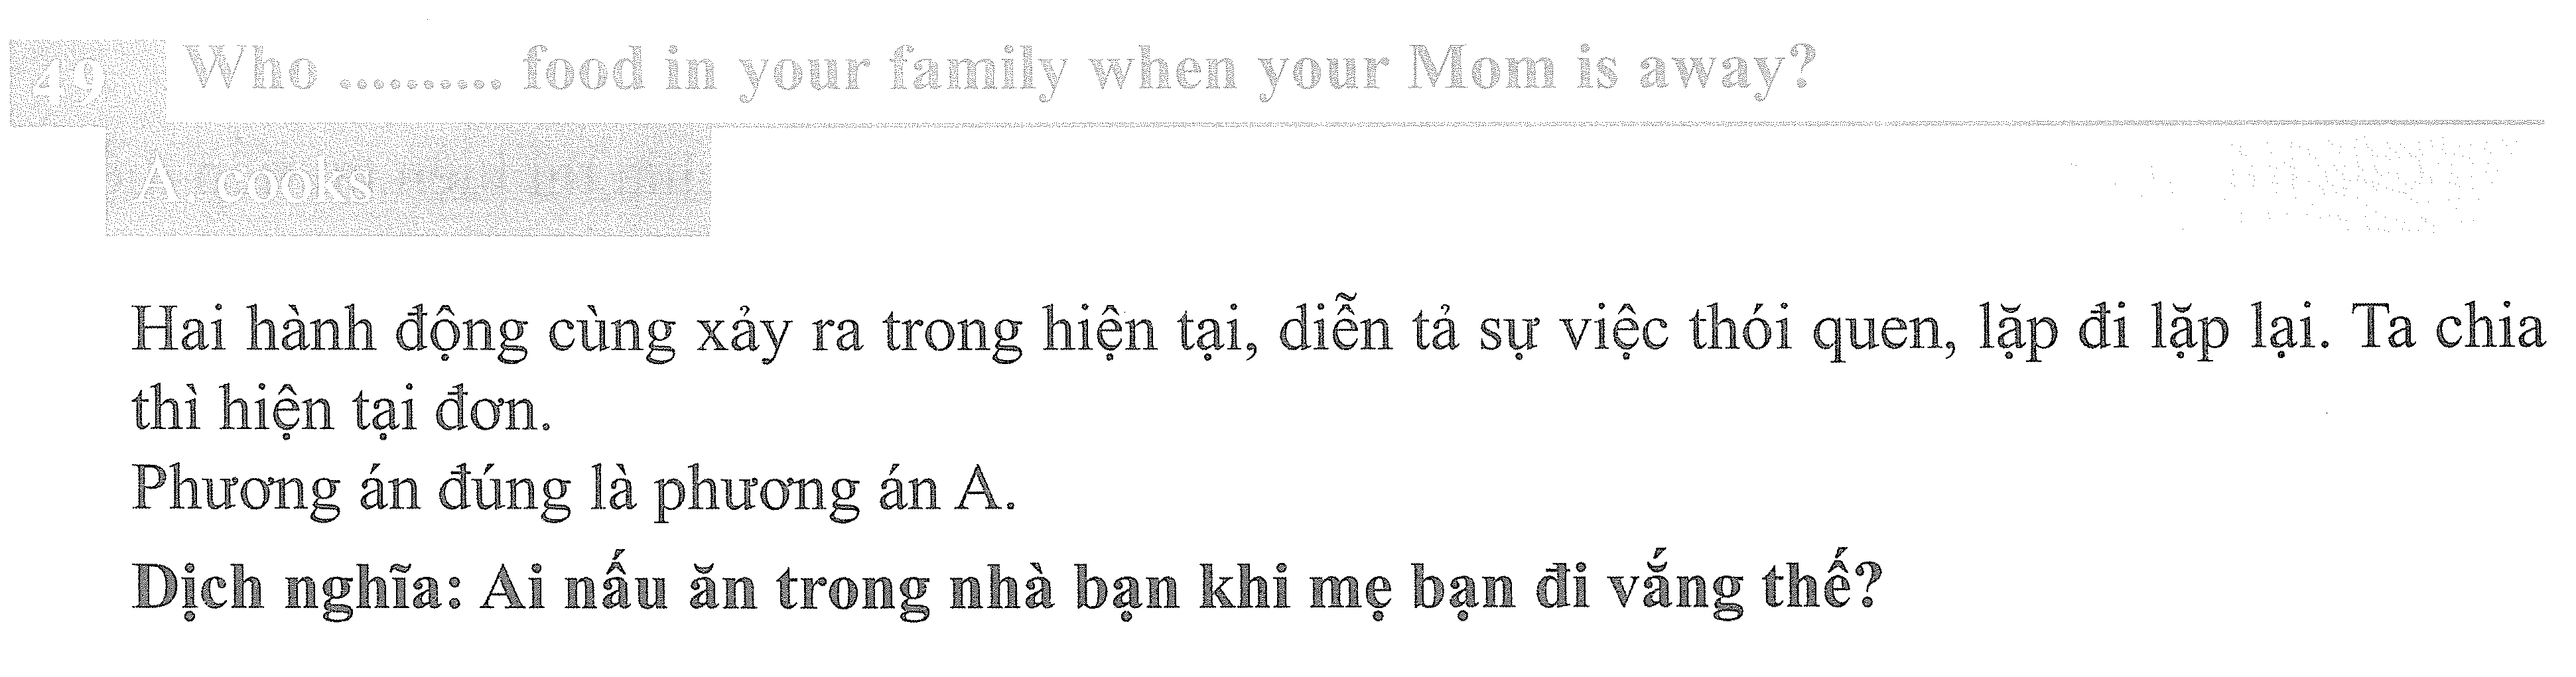 49 Who .......... food in your family when your Mom is away?
A. cooks
Hai hành động cùng xảy ra trong hiện tại, diễn tả sự việc thói quen, lặp đi lặp lại. Ta chia
thì hiện tại đơn.
Phương án đúng là phương án A.
Dịch nghĩa: Ai nấu ăn trong nhà bạn khi mẹ bạn đi vắng thế?